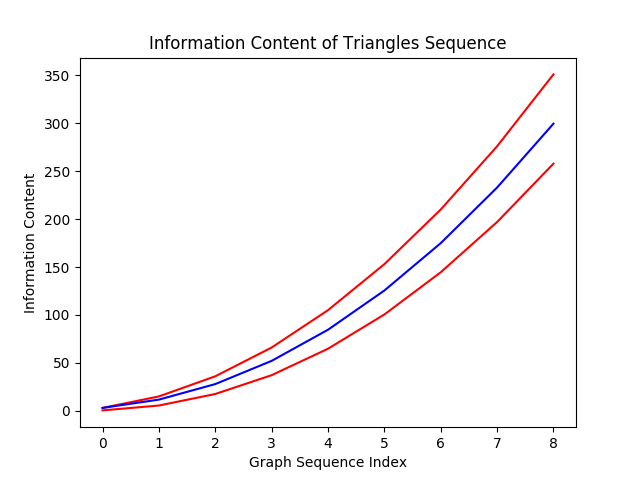 Information Content of Triangles Sequence
350
300
250
200
150
100
50
0
Information Content
0 1 2 3 4 5 6 7 8
Graph Sequence Index